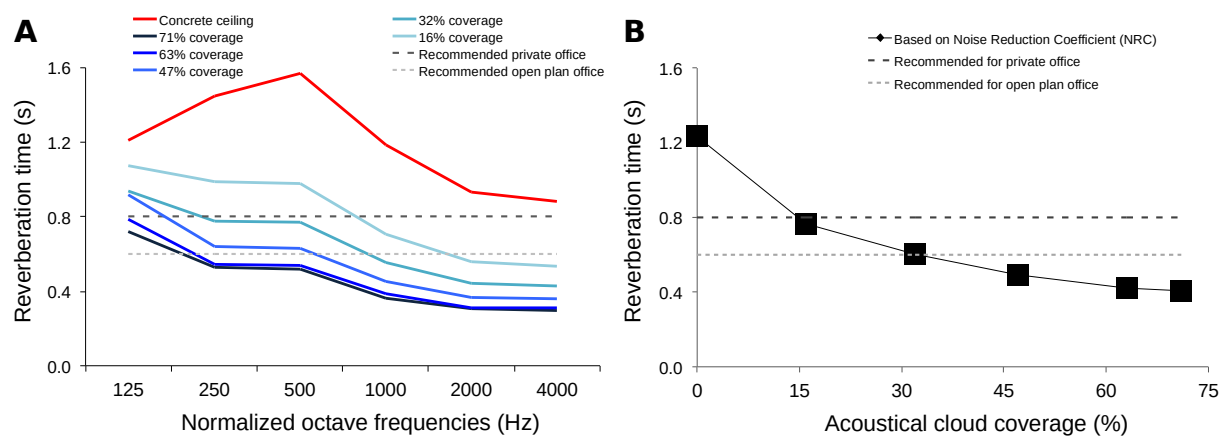 A
Concrete ceiling
71% coverage
63% coverage
47% coverage
32% coverage
16% coverage
Recommended private office
Recommended open plan office
Reverberation time (s)
1.6
1.2
0.8
0.4
0.0
125 250 500 1000 2000 4000
Normalized octave frequencies (Hz)
B
Based on Noise Reduction Coefficient (NRC)
Recommended for private office
Recommended for open plan office
Reverberation time (s)
1.6
1.2
0.8
0.4
0.0
0 15 30 45 60 75
Acoustical cloud coverage (%)